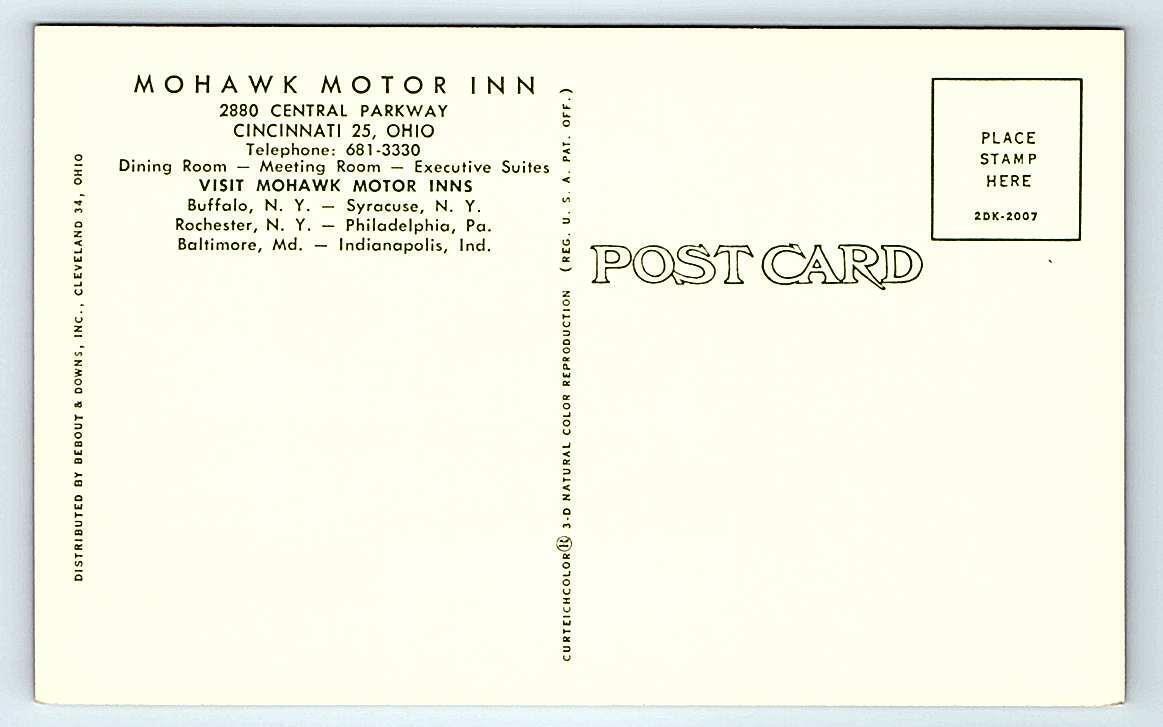 MOHAWK MOTOR INN
2880 CENTRAL PARKWAY
CINCINNATI 25, OHIO
Telephone: 681-3330
Dining Room — Meeting Room — Executive Suites
VISIT MOHAWK MOTOR INNS
Buffalo, N. Y. — Syracuse, N. Y.
Rochester, N. Y. — Philadelphia, Pa.
Baltimore, Md. — Indianapolis, Ind.
DISTRIBUTED BY BEBOUT & DOWNS, INC., CLEVELAND 34, OHIO
CURTEICHCOLOR® 3-D NATURAL COLOR REPRODUCTION (REG. U. S. A. PAT. OFF.)
POST CARD
PLACE
STAMP
HERE
2DK-2007